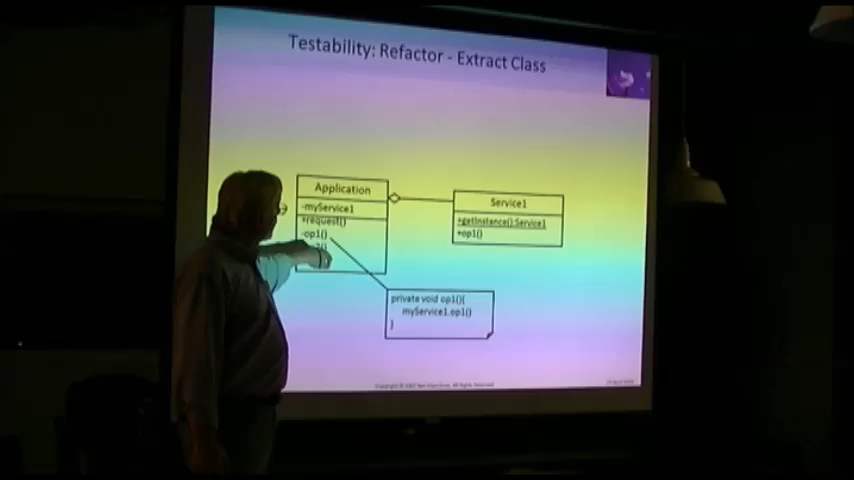 Testability: Refactor - Extract Class
Application
-myService1
+request()
-op1()
Service1
+getInstance():Service1
+op1()
private void op1(){
myService1.op1()
}